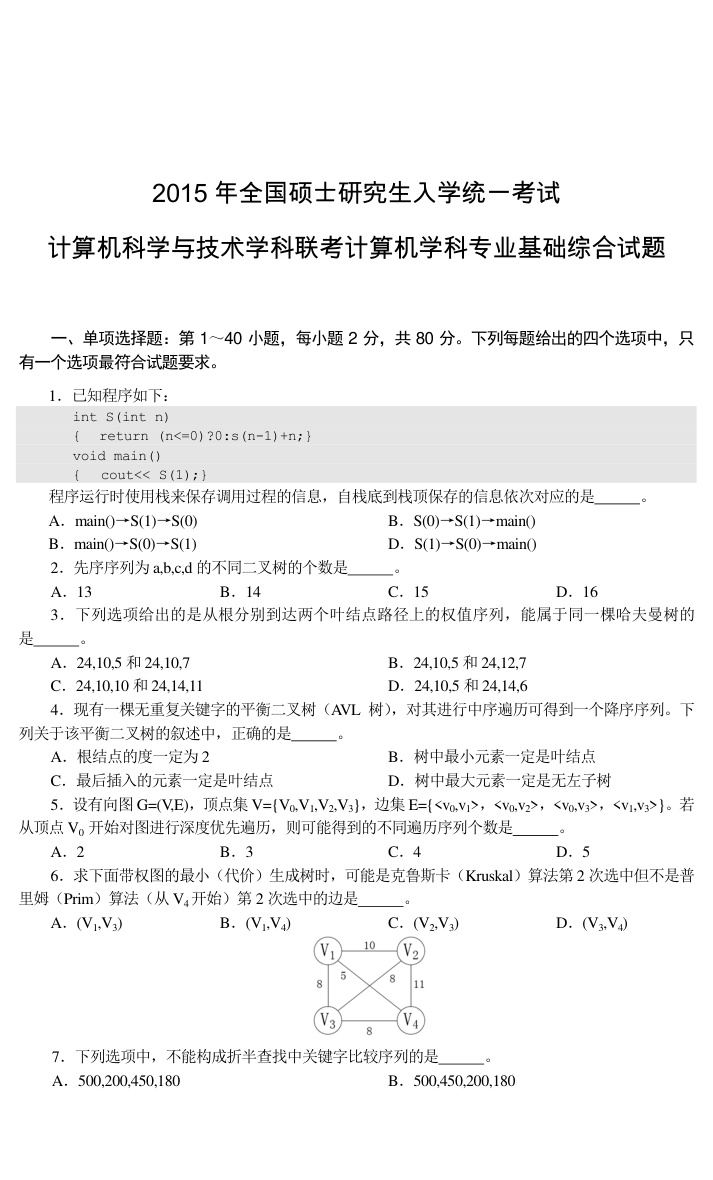 2015 年全国硕士研究生入学统一考试
计算机科学与技术学科联考计算机学科专业基础综合试题
一、单项选择题：第 1～40 小题，每小题 2 分，共 80 分。下列每题给出的四个选项中，只
有一个选项最符合试题要求。
1．已知程序如下：
int S(int n)
{ return (n<=0)?0:s(n-1)+n;}
void main()
{ cout<< S(1);}
程序运行时使用栈来保存调用过程的信息，自栈底到栈顶保存的信息依次对应的是______。
A．main()→S(1)→S(0) B．S(0)→S(1)→main()
B．main()→S(0)→S(1) D．S(1)→S(0)→main()
2．先序序列为 a,b,c,d 的不同二叉树的个数是______。
A．13 B．14 C．15 D．16
3．下列选项给出的是从根分别到达两个叶结点路径上的权值序列，能属于同一棵哈夫曼树的
是______。
A．24,10,5 和 24,10,7 B．24,10,5 和 24,12,7
C．24,10,10 和 24,14,11 D．24,10,5 和 24,14,6
4．现有一棵无重复关键字的平衡二叉树（AVL 树），对其进行中序遍历可得到一个降序序列。下
列关于该平衡二叉树的叙述中，正确的是______。
A．根结点的度一定为 2 B．树中最小元素一定是叶结点
C．最后插入的元素一定是叶结点 D．树中最大元素一定是无左子树
5．设有向图 G=(V,E)，顶点集 V={V0,V1,V2,V3}，边集 E={<v0,v1>，<v0,v2>，<v0,v3>，<v1,v3>}。若
从顶点 V0 开始对图进行深度优先遍历，则可能得到的不同遍历序列个数是______。
A．2 B．3 C．4 D．5
6．求下面带权图的最小（代价）生成树时，可能是克鲁斯卡（Kruskal）算法第 2 次选中但不是普
里姆（Prim）算法（从 V4 开始）第 2 次选中的边是______。
A．(V1,V3) B．(V1,V4) C．(V2,V3) D．(V3,V4)
V1 10 V2
8 5 8 11
V3 8 V4
7．下列选项中，不能构成折半查找中关键字比较序列的是______。
A．500,200,450,180 B．500,450,200,180